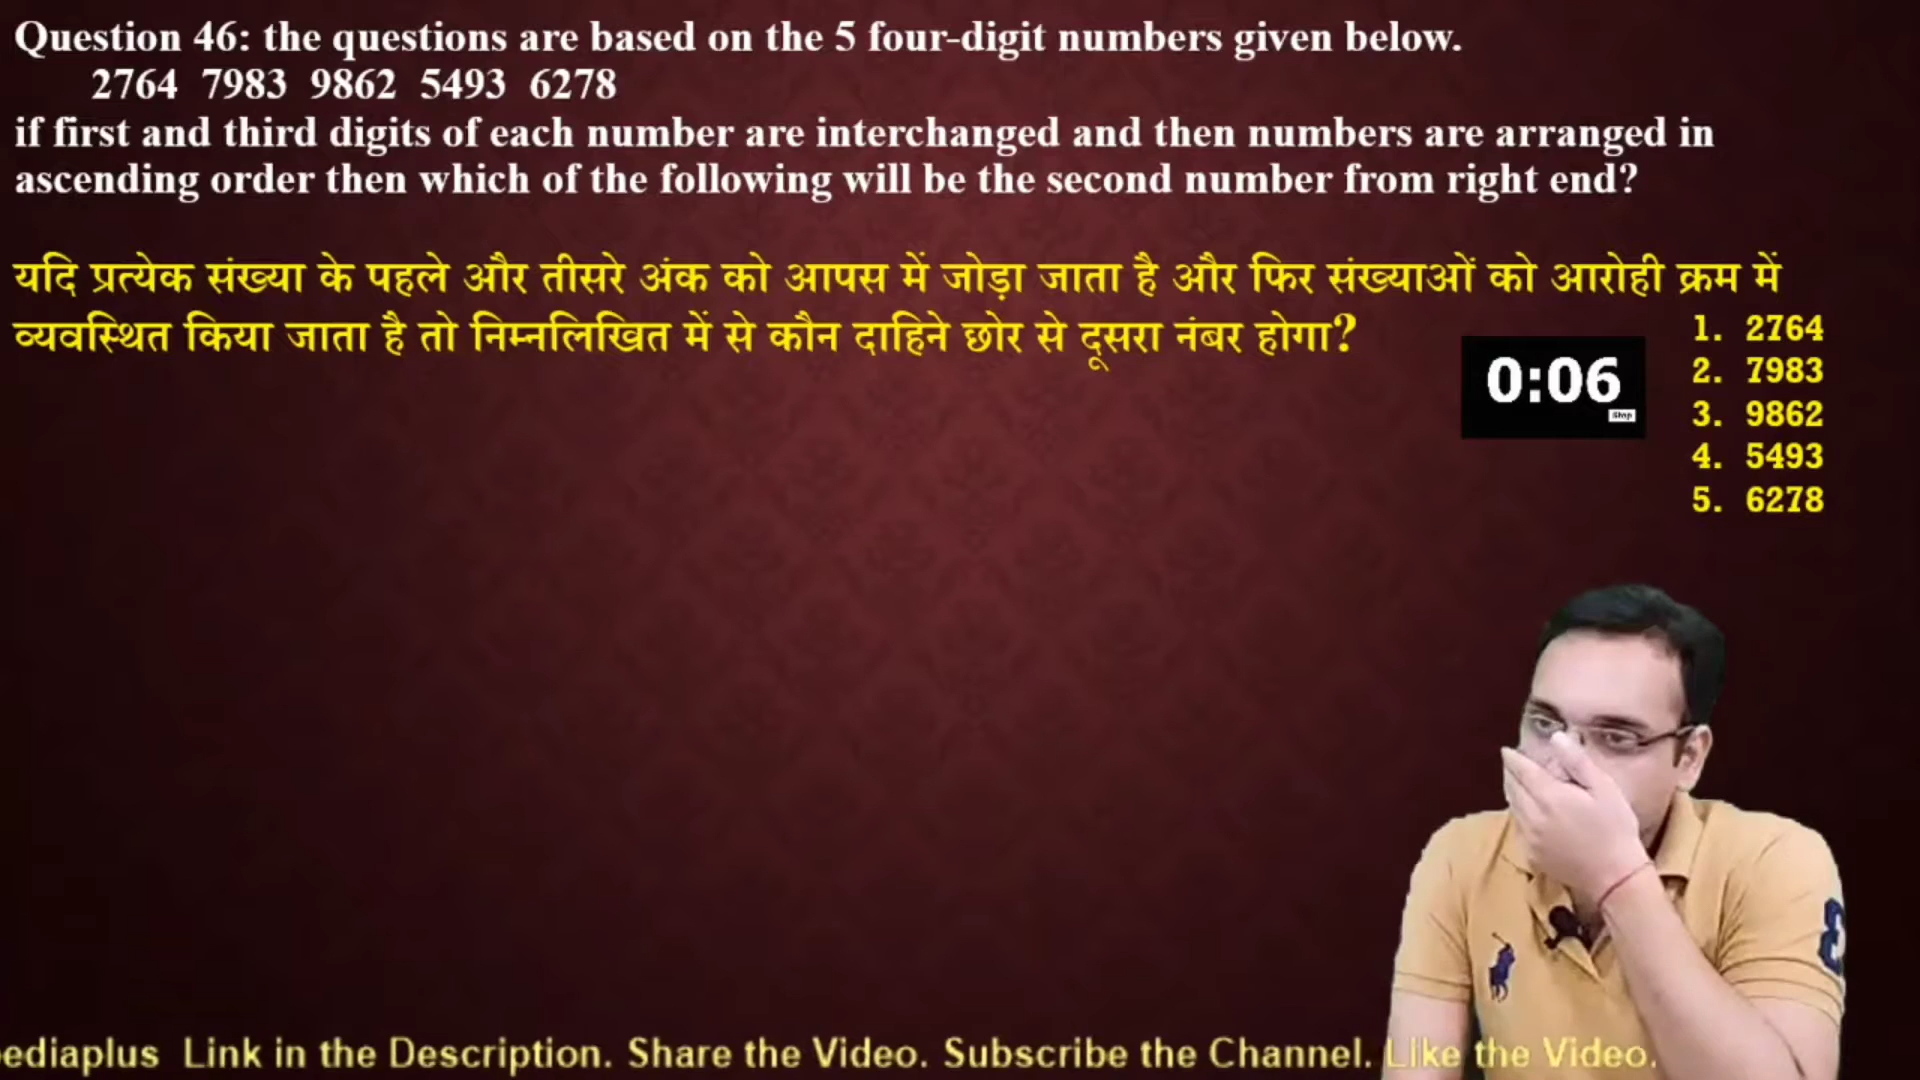 Question 46: the questions are based on the 5 four-digit numbers given below.
2764 7983 9862 5493 6278
if first and third digits of each number are interchanged and then numbers are arranged in
ascending order then which of the following will be the second number from right end?
यदि प्रत्येक संख्या के पहले और तीसरे अंक को आपस में जोड़ा जाता है और फिर संख्याओं को आरोही क्रम में
व्यवस्थित किया जाता है तो निम्नलिखित में से कौन दाहिने छोर से दूसरा नंबर होगा?
0:06
Stop
1. 2764
2. 7983
3. 9862
4. 5493
5. 6278
8
ediaplus Link in the Description. Share the Video. Subscribe the Channel. Like the Video.